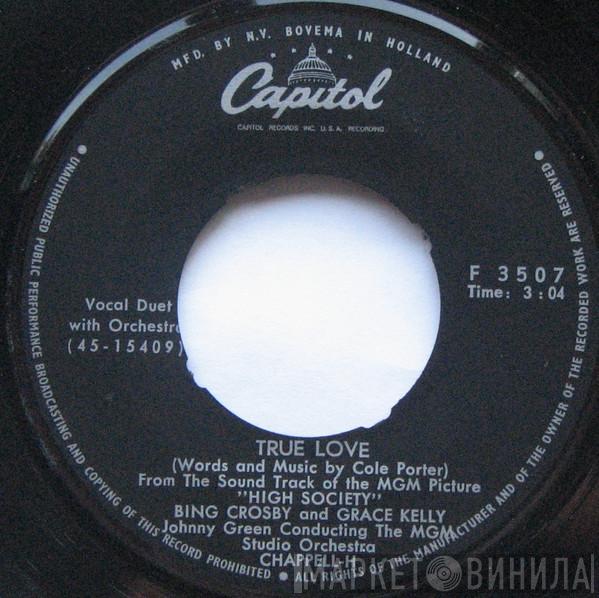 MFD. BY N.V. BOVEMA IN HOLLAND
Capitol
CAPITOL RECORDS INC. U.S.A. RECORDING
F 3507
Time: 3:04
Vocal Duet
with Orchestra
(45-15409)
TRUE LOVE
(Words and Music by Cole Porter)
From The Sound Track of the MGM Picture
"HIGH SOCIETY"
BING CROSBY and GRACE KELLY
Johnny Green Conducting The MGM
Studio Orchestra
CHAPPELL-H
• UNAUTHORIZED PUBLIC PERFORMANCE BROADCASTING AND COPYING OF THIS RECORD PROHIBITED • ALL RIGHTS OF THE MANUFACTURER AND OF THE OWNER OF THE RECORDED WORK ARE RESERVED •
МАРКЕТ ВИНИЛА